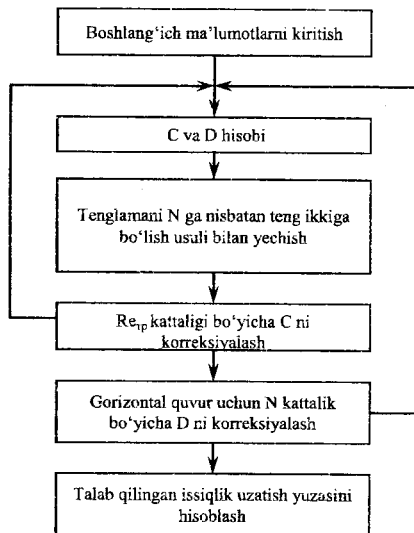 Boshlang‘ich ma’lumotlarni kiritish
C va D hisobi
Tenglamani N ga nisbatan teng ikkiga
bo‘lish usuli bilan yechish
Reтр kattaligi bo‘yicha C ni
korreksiyalash
Gorizontal quvur uchun N kattalik
bo‘yicha D ni korreksiyalash
Talab qilingan issiqlik uzatish yuzasini
hisoblash